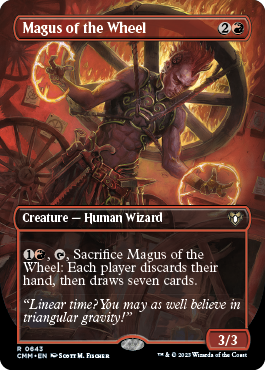 Magus of the Wheel 2
Creature — Human Wizard
1, , Sacrifice Magus of the
Wheel: Each player discards their
hand, then draws seven cards.
“Linear time? You may as well believe in
triangular gravity!”
3/3
R 0643
CMM • EN Scott M. Fischer
™ & © 2023 Wizards of the Coast